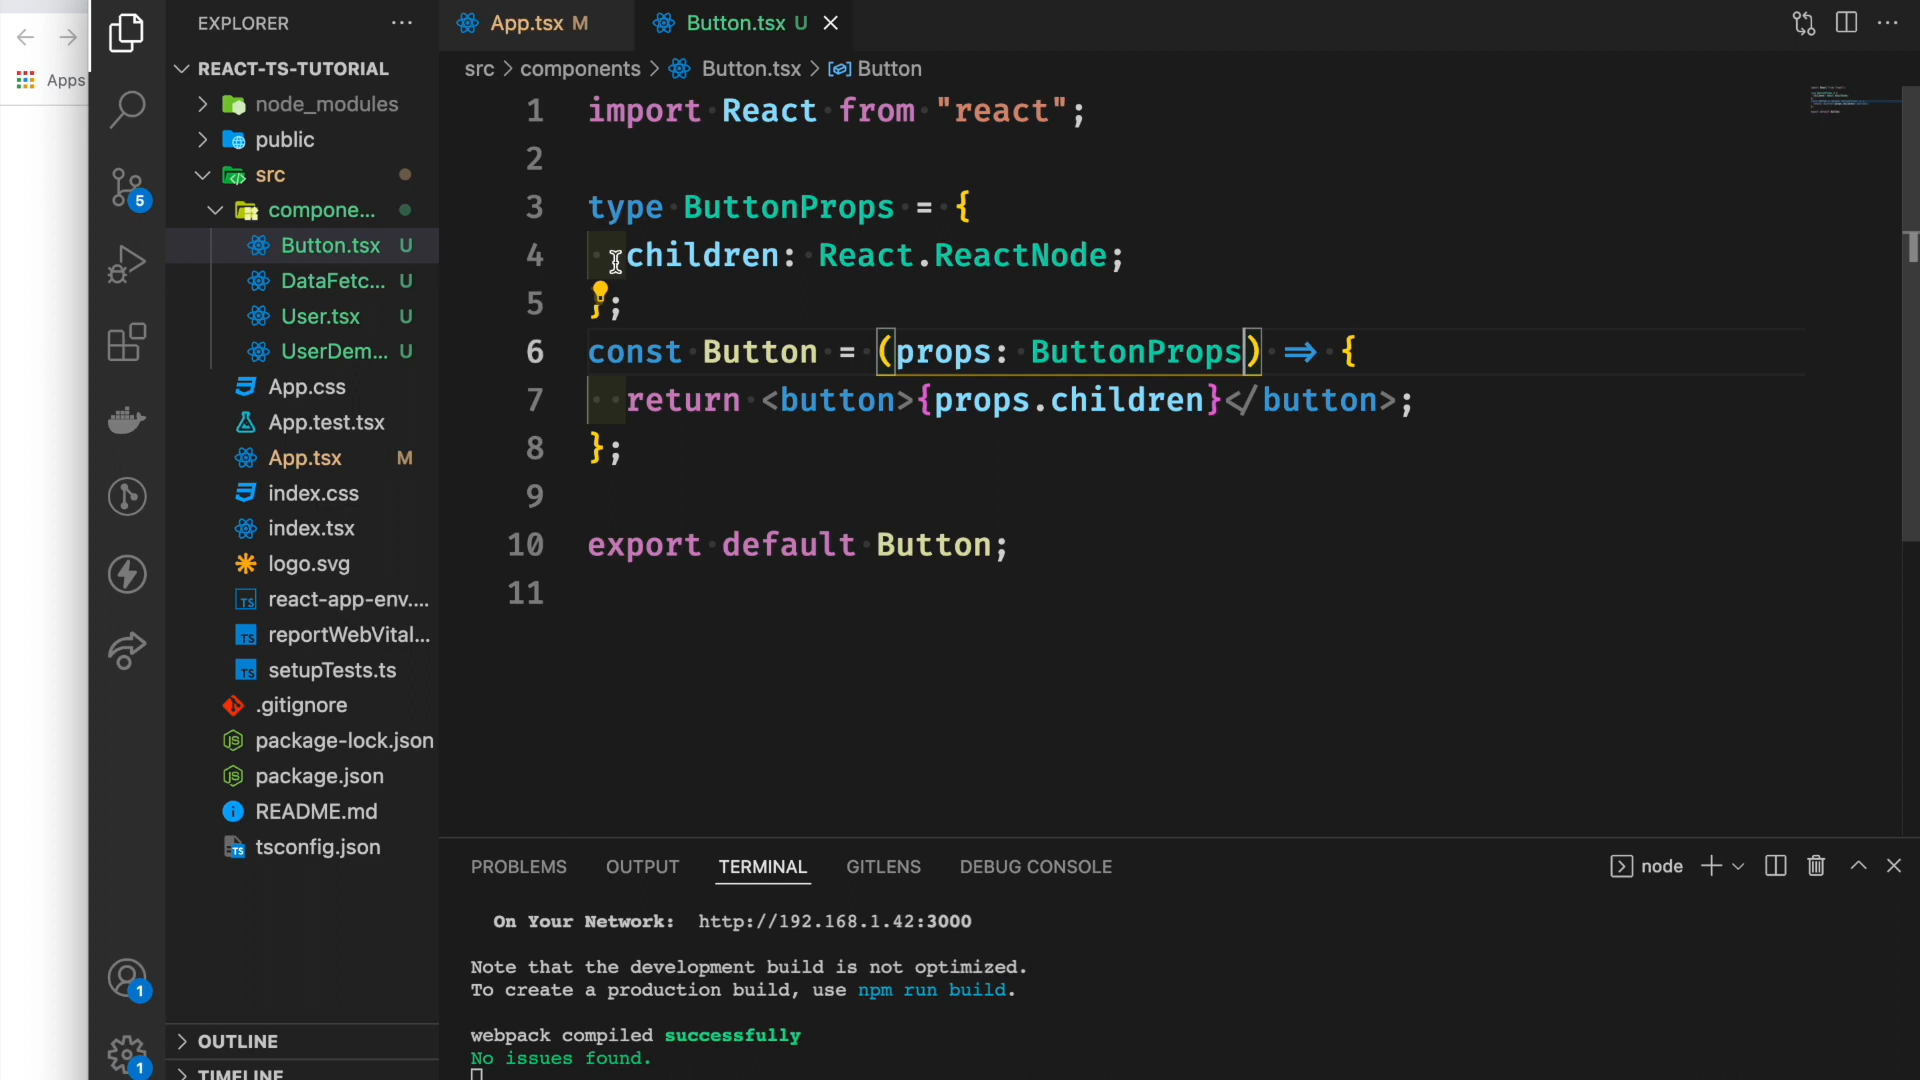 Apps
EXPLORER
REACT-TS-TUTORIAL
node_modules
public
src
compone...
Button.tsx U
DataFetc... U
User.tsx U
UserDem... U
App.css
App.test.tsx
App.tsx M
index.css
index.tsx
logo.svg
react-app-env....
reportWebVital...
setupTests.ts
.gitignore
package-lock.json
package.json
README.md
tsconfig.json
OUTLINE
TIMELINE
5
1
1
App.tsx M
Button.tsx U
src > components > Button.tsx > Button
1 import React from "react";
2
3 type ButtonProps = {
4 children: React.ReactNode;
5 };
6 const Button = (props: ButtonProps) => {
7 return <button>{props.children}</button>;
8 };
9
10 export default Button;
11
PROBLEMS OUTPUT TERMINAL GITLENS DEBUG CONSOLE
node
On Your Network: http://192.168.1.42:3000
Note that the development build is not optimized.
To create a production build, use npm run build.
webpack compiled successfully
No issues found.